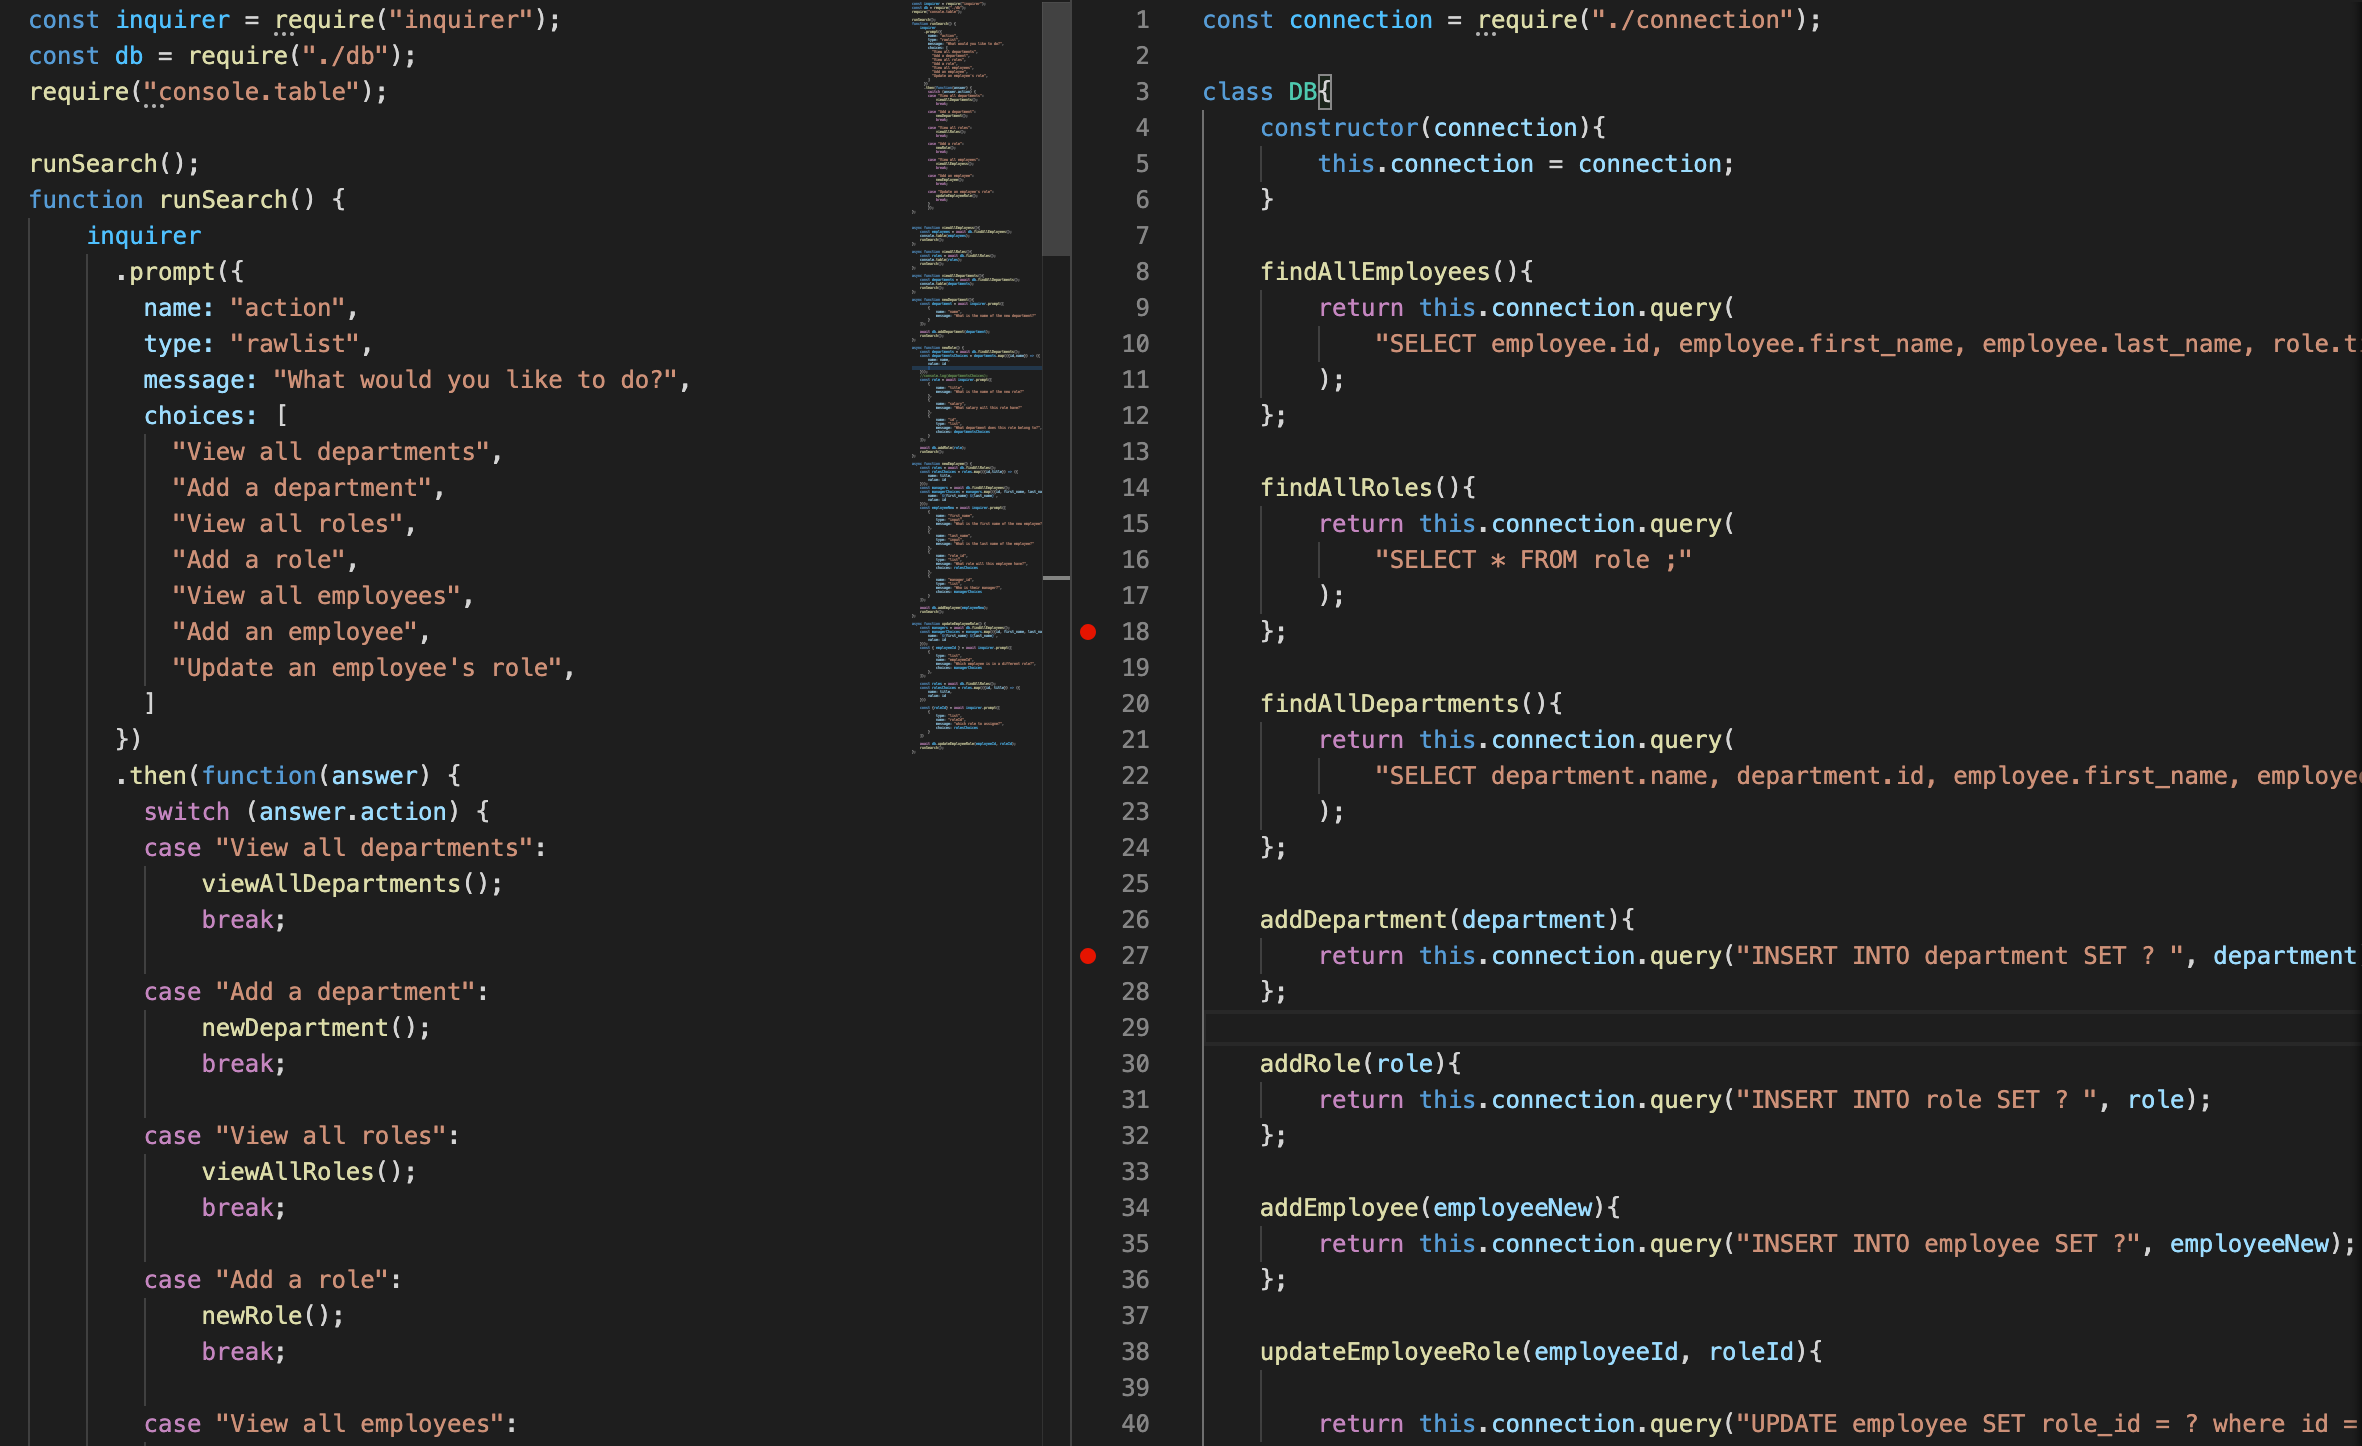 const inquirer = require("inquirer");
const db = require("./db");
require("console.table");
runSearch();
function runSearch() {
inquirer
.prompt({
name: "action",
type: "rawlist",
message: "What would you like to do?",
choices: [
"View all departments",
"Add a department",
"View all roles",
"Add a role",
"View all employees",
"Add an employee",
"Update an employee's role",
]
})
.then(function(answer) {
switch (answer.action) {
case "View all departments":
viewAllDepartments();
break;
case "Add a department":
newDepartment();
break;
case "View all roles":
viewAllRoles();
break;
case "Add a role":
newRole();
break;
case "View all employees":
1 const connection = require("./connection");
2
3 class DB{
4 constructor(connection){
5 this.connection = connection;
6 }
7
8 findAllEmployees(){
9 return this.connection.query(
10 "SELECT employee.id, employee.first_name, employee.last_name, role.t
11 );
12 };
13
14 findAllRoles(){
15 return this.connection.query(
16 "SELECT * FROM role ;"
17 );
18 };
19
20 findAllDepartments(){
21 return this.connection.query(
22 "SELECT department.name, department.id, employee.first_name, employe
23 );
24 };
25
26 addDepartment(department){
27 return this.connection.query("INSERT INTO department SET ? ", department
28 };
29
30 addRole(role){
31 return this.connection.query("INSERT INTO role SET ? ", role);
32 };
33
34 addEmployee(employeeNew){
35 return this.connection.query("INSERT INTO employee SET ?", employeeNew);
36 };
37
38 updateEmployeeRole(employeeId, roleId){
39
40 return this.connection.query("UPDATE employee SET role_id = ? where id =